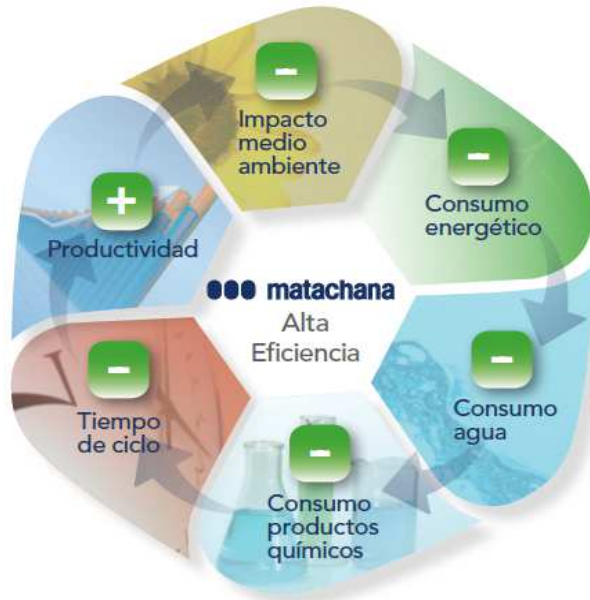 -
Impacto
medio
ambiente
-
Consumo
energético
-
Consumo
agua
-
Consumo
productos
químicos
-
Tiempo
de ciclo
+
Productividad
matachana
Alta
Eficiencia